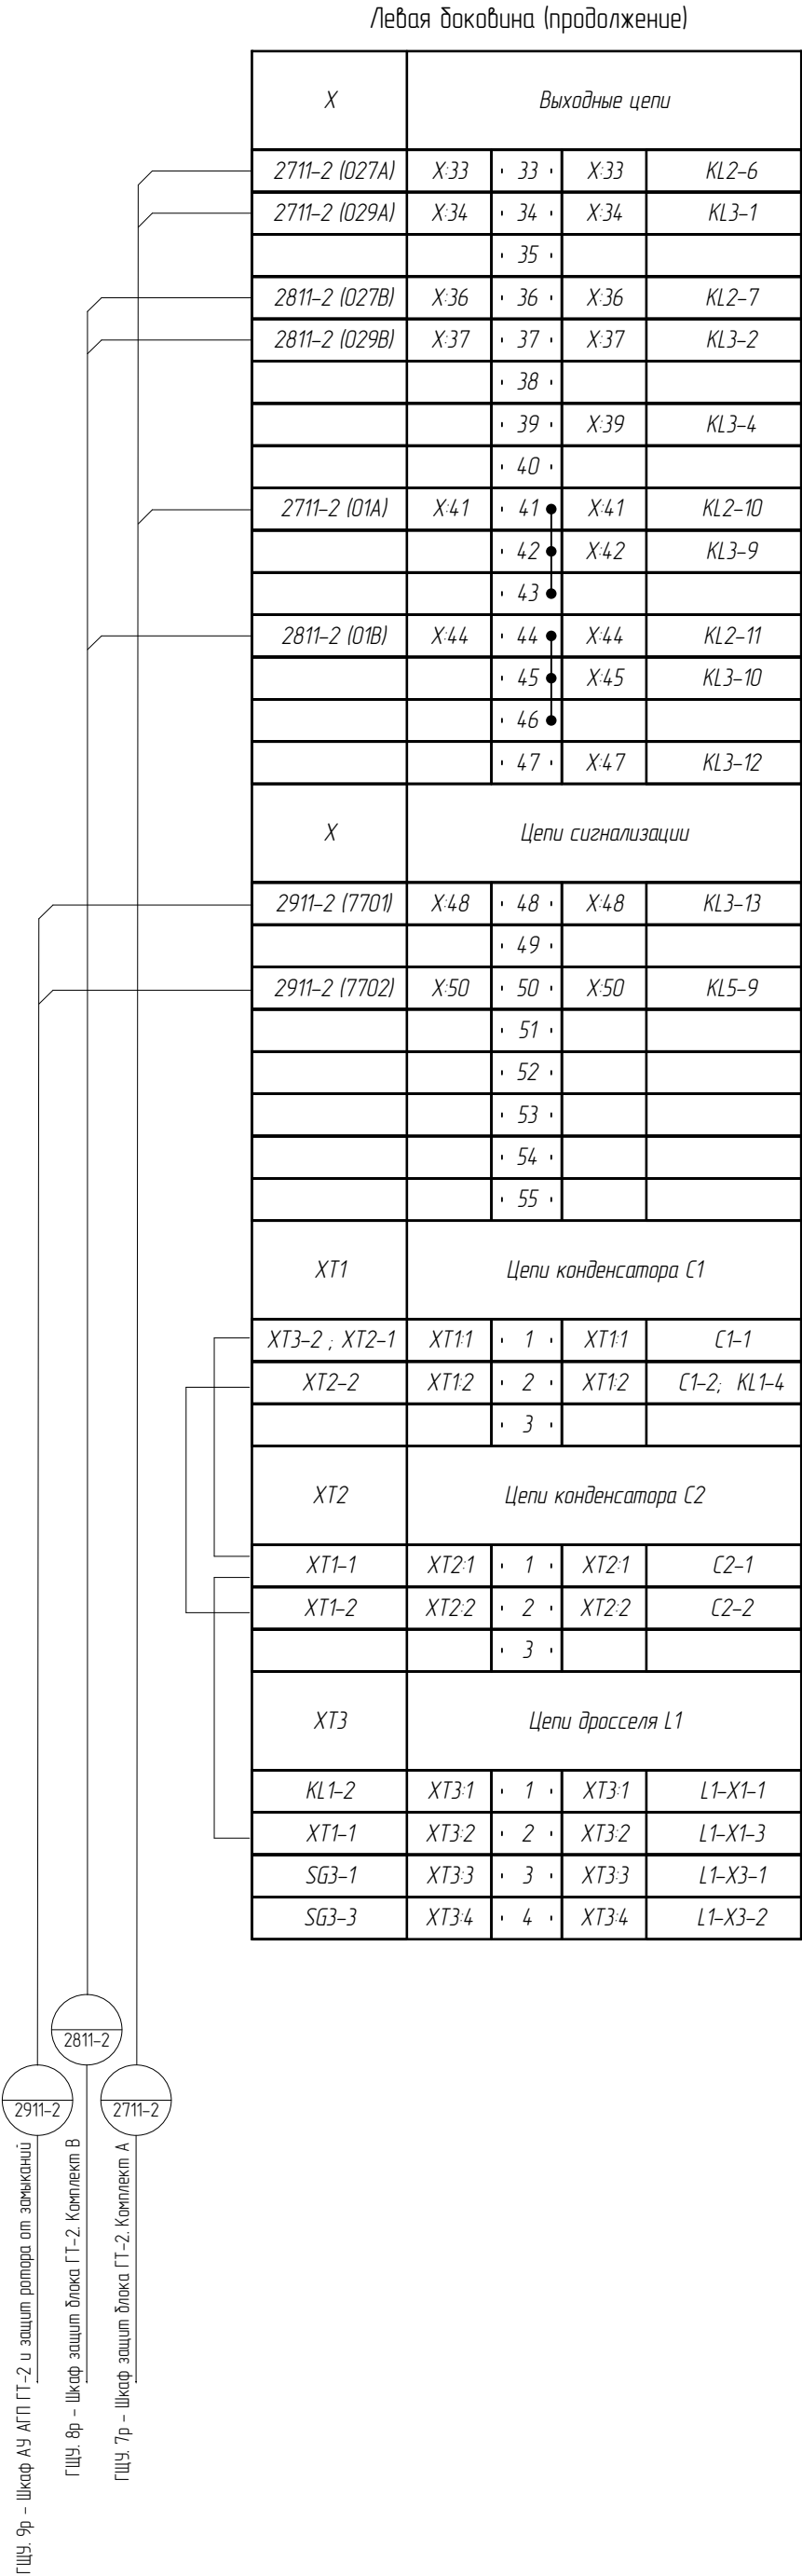 Левая боковина (продолжение)
X Выходные цепи
2711-2 (027А) X:33 33 X:33 KL2-6
2711-2 (029А) X:34 34 X:34 KL3-1
35
2811-2 (027В) X:36 36 X:36 KL2-7
2811-2 (029В) X:37 37 X:37 KL3-2
38
39 X:39 KL3-4
40
2711-2 (01А) X:41 41 X:41 KL2-10
42 X:42 KL3-9
43
2811-2 (01В) X:44 44 X:44 KL2-11
45 X:45 KL3-10
46
47 X:47 KL3-12
X Цепи сигнализации
2911-2 (7701) X:48 48 X:48 KL3-13
49
2911-2 (7702) X:50 50 X:50 KL5-9
51
52
53
54
55
XT1 Цепи конденсатора C1
XT3-2 ; XT2-1 XT1:1 1 XT1:1 C1-1
XT2-2 XT1:2 2 XT1:2 C1-2; KL1-4
3
XT2 Цепи конденсатора C2
XT1-1 XT2:1 1 XT2:1 C2-1
XT1-2 XT2:2 2 XT2:2 C2-2
3
XT3 Цепи дросселя L1
KL1-2 XT3:1 1 XT3:1 L1-X1-1
XT1-1 XT3:2 2 XT3:2 L1-X1-3
SG3-1 XT3:3 3 XT3:3 L1-X3-1
SG3-3 XT3:4 4 XT3:4 L1-X3-2
2811-2
2911-2
2711-2
ГЩУ. 9р - Шкаф АУ АГП ГТ-2 и защит ротора от замыканий
ГЩУ. 8р - Шкаф защит блока ГТ-2. Комплект В
ГЩУ. 7р - Шкаф защит блока ГТ-2. Комплект А